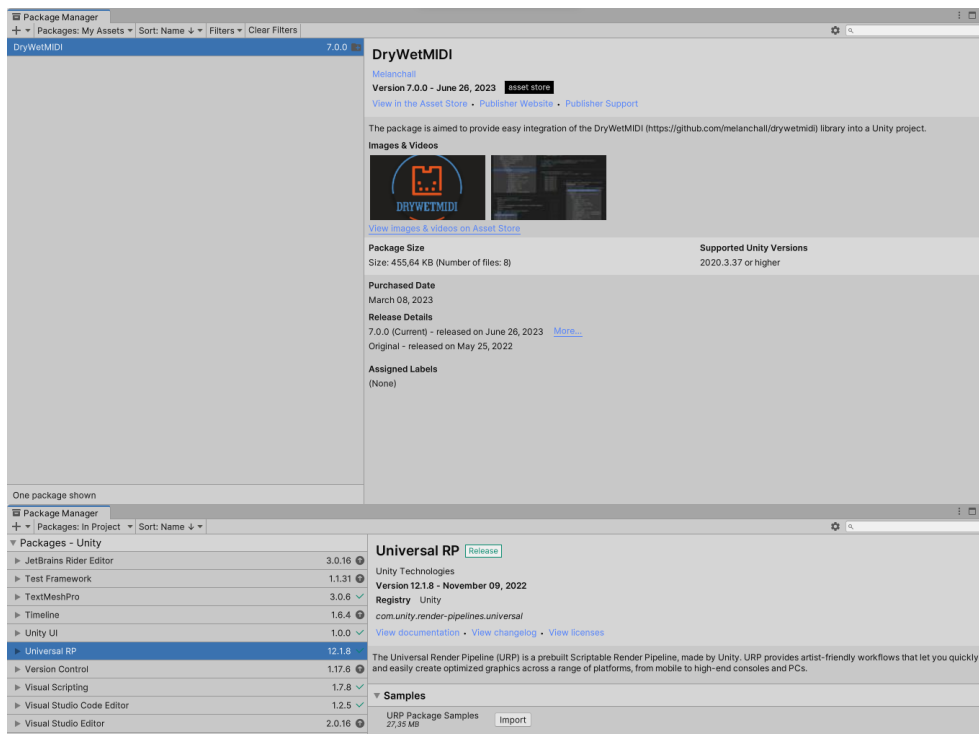 Package Manager
Packages: My Assets Sort: Name ↓ Filters Clear Filters
DryWetMIDI 7.0.0
DryWetMIDI
Melanchall
Version 7.0.0 - June 26, 2023 asset store
View in the Asset Store • Publisher Website • Publisher Support
The package is aimed to provide easy integration of the DryWetMIDI (https://github.com/melanchall/drywetmidi) library into a Unity project.
Images & Videos
DRYWETMIDI
View images & videos on Asset Store
Package Size Supported Unity Versions
Size: 455,64 KB (Number of files: 8) 2020.3.37 or higher
Purchased Date
March 08, 2023
Release Details
7.0.0 (Current) - released on June 26, 2023 More...
Original - released on May 25, 2022
Assigned Labels
(None)
One package shown
Package Manager
Packages: In Project Sort: Name ↓
Packages - Unity
JetBrains Rider Editor 3.0.16
Test Framework 1.1.31
TextMeshPro 3.0.6
Timeline 1.6.4
Unity UI 1.0.0
Universal RP 12.1.8
Version Control 1.17.6
Visual Scripting 1.7.8
Visual Studio Code Editor 1.2.5
Visual Studio Editor 2.0.16
Universal RP Release
Unity Technologies
Version 12.1.8 - November 09, 2022
Registry Unity
com.unity.render-pipelines.universal
View documentation • View changelog • View licenses
The Universal Render Pipeline (URP) is a prebuilt Scriptable Render Pipeline, made by Unity. URP provides artist-friendly workflows that let you quickly
and easily create optimized graphics across a range of platforms, from mobile to high-end consoles and PCs.
Samples
URP Package Samples Import
27,35 MB